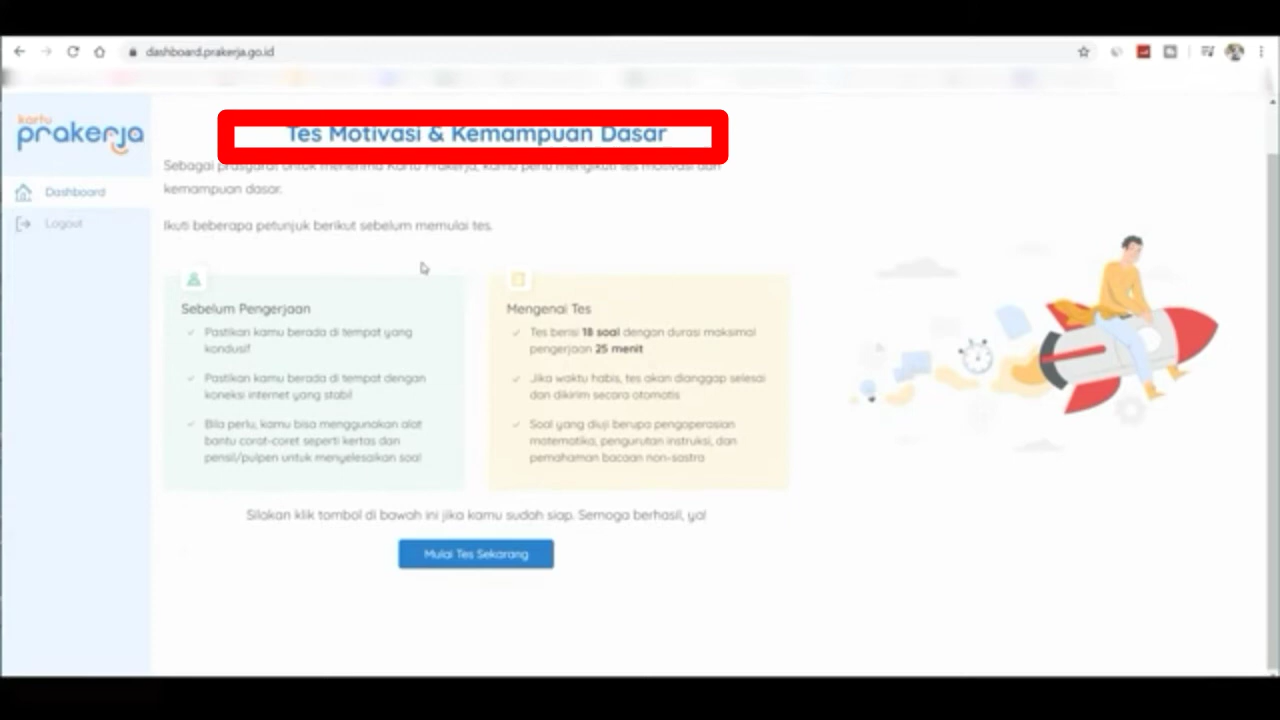 dashboard.prakerja.go.id
kartu
prakerja
Dashboard
Logout
Tes Motivasi & Kemampuan Dasar
Sebagai prasyarat untuk menerima Kartu Prakerja, kamu perlu mengikuti tes motivasi dan
kemampuan dasar.
Ikuti beberapa petunjuk berikut sebelum memulai tes.
Sebelum Pengerjaan
Pastikan kamu berada di tempat yang
kondusif
Pastikan kamu berada di tempat dengan
koneksi internet yang stabil
Bila perlu, kamu bisa menggunakan alat
bantu corat-coret seperti kertas dan
pensil/pulpen untuk menyelesaikan soal
Mengenai Tes
Tes berisi 18 soal dengan durasi maksimal
pengerjaan 25 menit
Jika waktu habis, tes akan dianggap selesai
dan dikirim secara otomatis
Soal yang diuji berupa pengoperasian
matematika, pengurutan instruksi, dan
pemahaman bacaan non-sastra
Silakan klik tombol di bawah ini jika kamu sudah siap. Semoga berhasil, ya!
Mulai Tes Sekarang